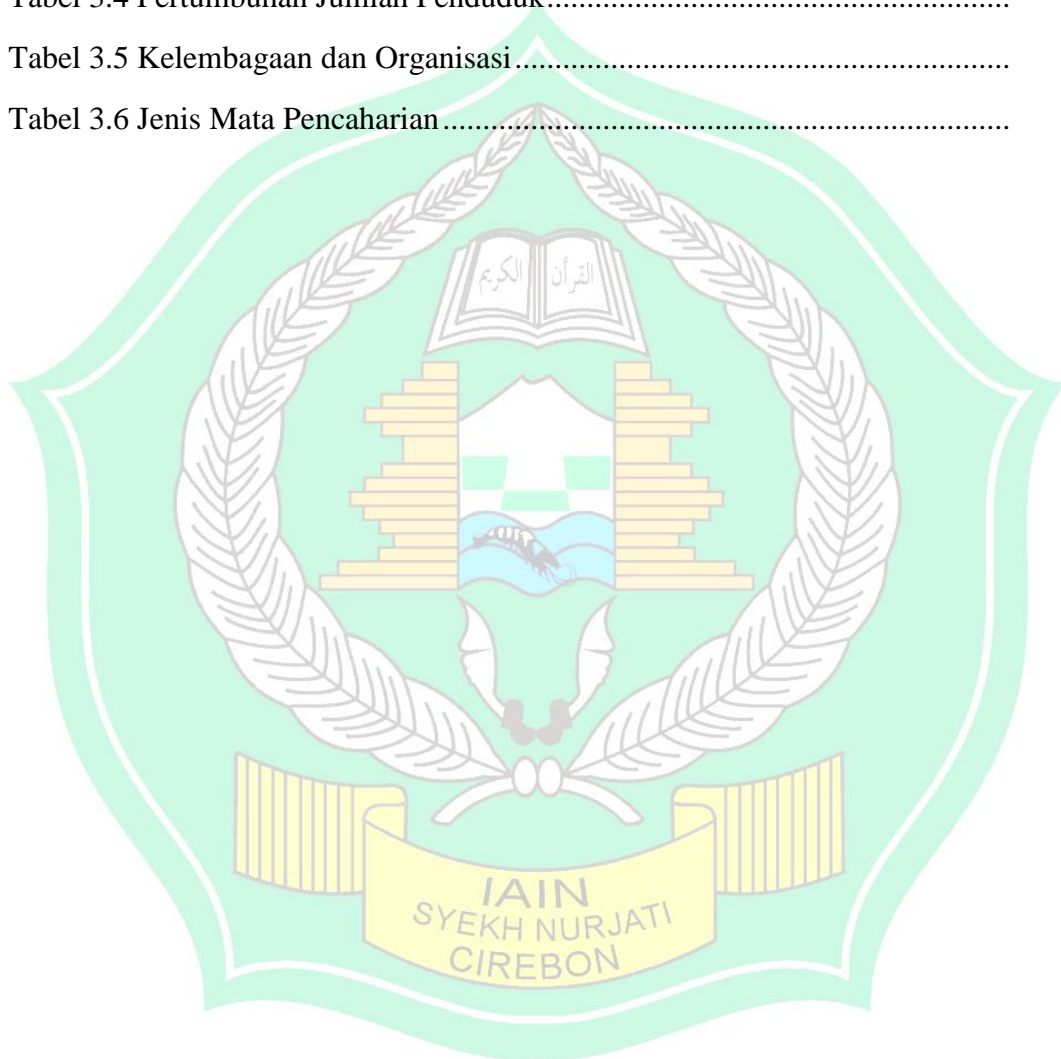 Tabel 3.4 Pertumbuhan Jumlah Penduduk..........................................................
Tabel 3.5 Kelembagaan dan Organisasi..............................................................
Tabel 3.6 Jenis Mata Pencaharian.......................................................................
القرآن الكريم
IAIN
SYEKH NURJATI
CIREBON